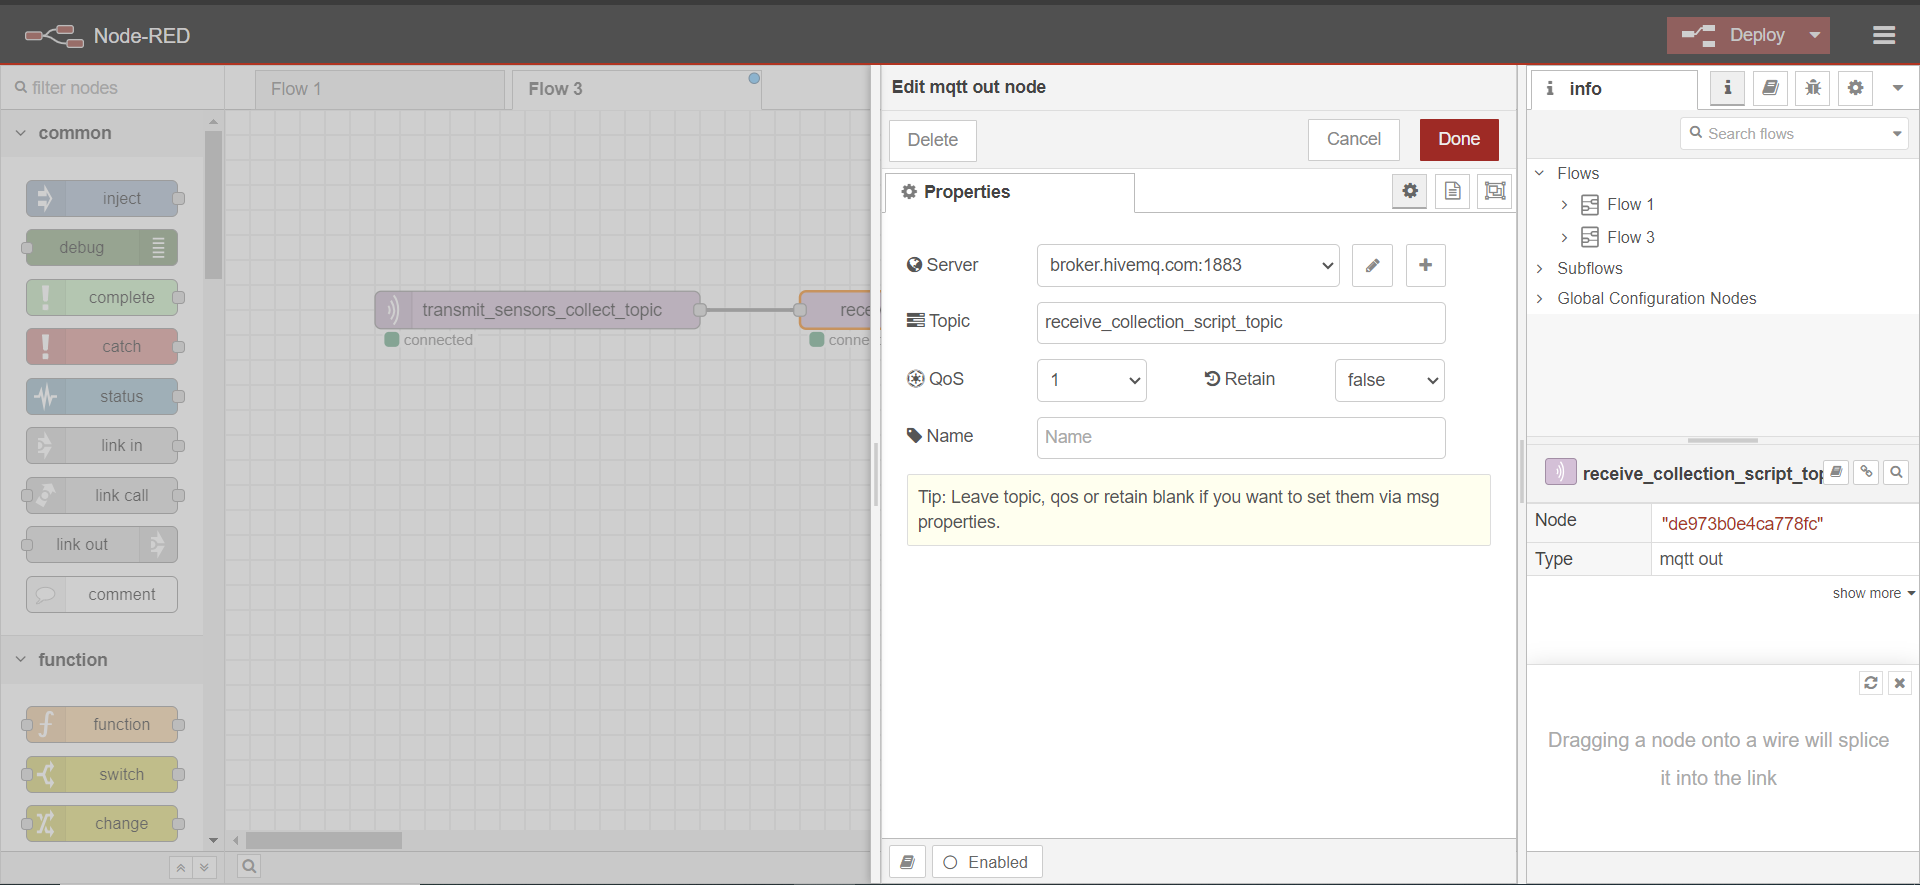 Node-RED
Deploy
filter nodes
Flow 1
Flow 3
common
inject
debug
complete
catch
status
link in
link call
link out
comment
function
function
switch
change
transmit_sensors_collect_topic
connected
rece
conne
Edit mqtt out node
Delete
Cancel
Done
Properties
Server
broker.hivemq.com:1883
Topic
receive_collection_script_topic
QoS
1
Retain
false
Name
Name
Tip: Leave topic, qos or retain blank if you want to set them via msg
properties.
Enabled
info
Search flows
Flows
Flow 1
Flow 3
Subflows
Global Configuration Nodes
receive_collection_script_top
Node
"de973b0e4ca778fc"
Type
mqtt out
show more
Dragging a node onto a wire will splice
it into the link